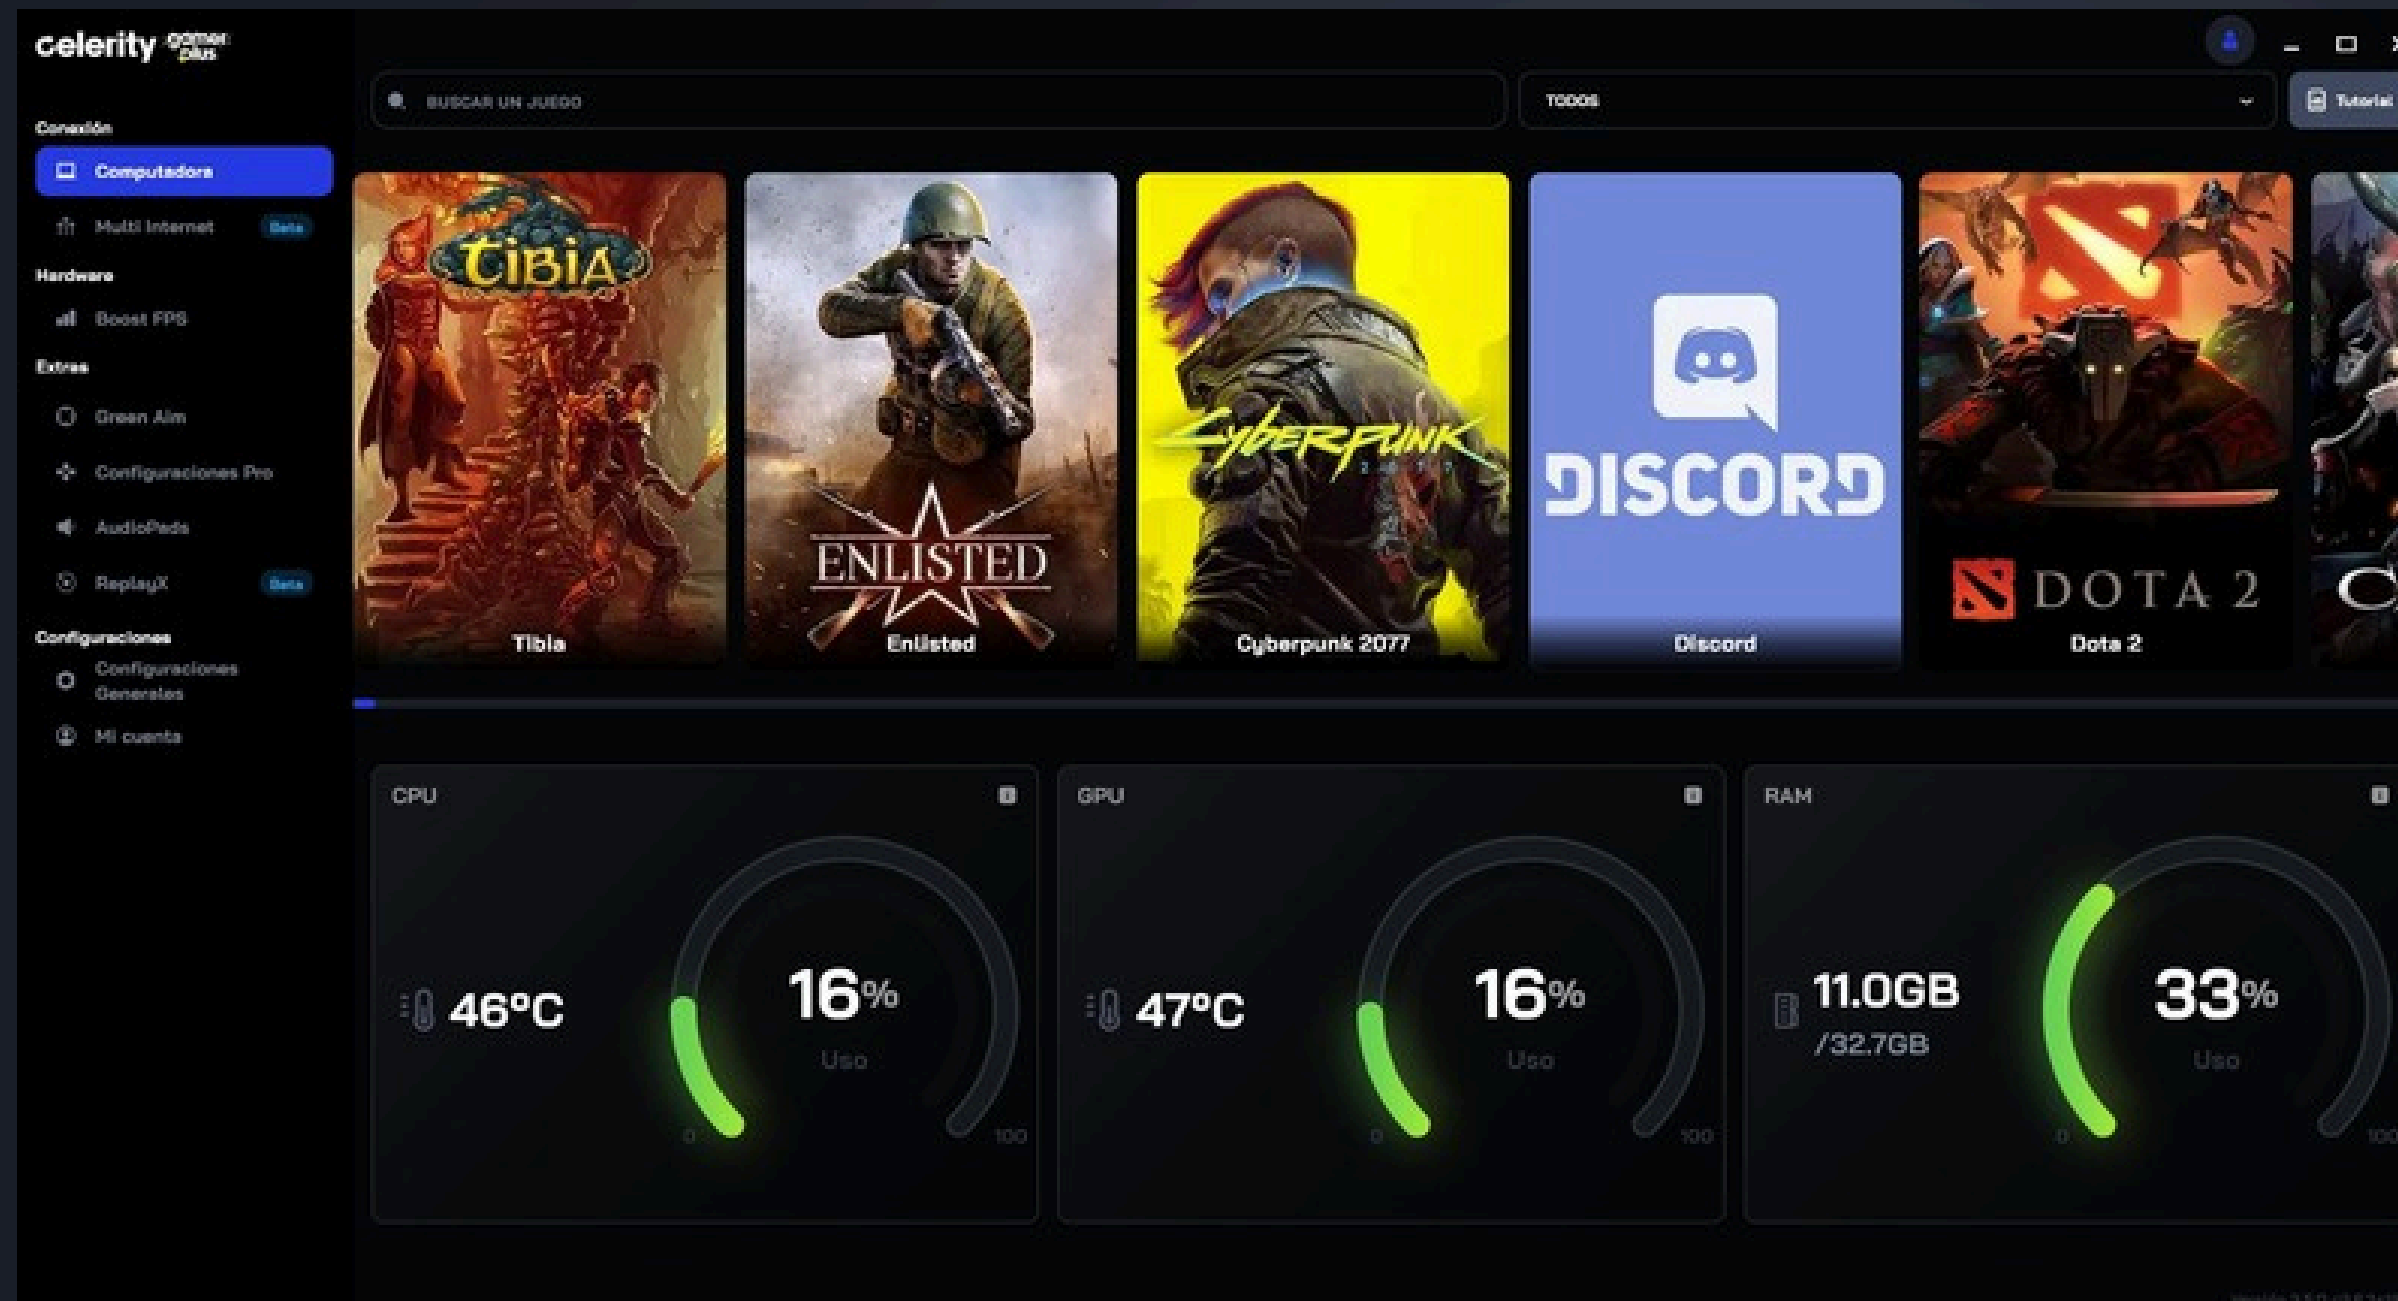 celerity gamer plus
BUSCAR UN JUEGO
TODOS
Tutorial
Conexión
Computadora
Multi Internet Beta
Hardware
Boost FPS
Extras
Green Aim
Configuraciones Pro
AudioPads
ReplayX Beta
Configuraciones
Configuraciones
Generales
Mi cuenta
TIBIA
Tibia
ENLISTED
Enlisted
CYBERPUNK
2077
Cyberpunk 2077
DISCORD
Discord
DOTA 2
Dota 2
C
CPU
46°C
16%
Uso
0
100
GPU
47°C
16%
Uso
0
100
RAM
11.0GB
/32.7GB
33%
Uso
0
100